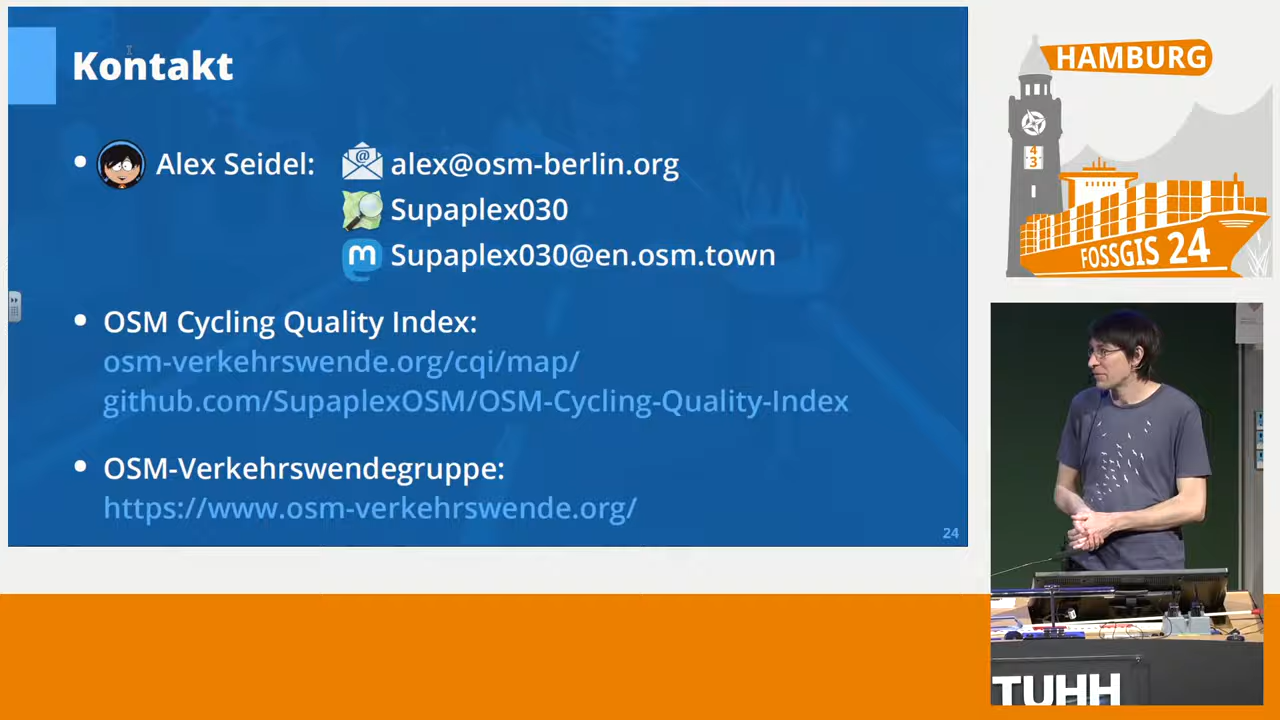 Kontakt
Alex Seidel:
alex@osm-berlin.org
Supaplex030
Supaplex030@en.osm.town
OSM Cycling Quality Index:
osm-verkehrswende.org/cqi/map/
github.com/SupaplexOSM/OSM-Cycling-Quality-Index
OSM-Verkehrswendegruppe:
https://www.osm-verkehrswende.org/
24
HAMBURG
4
3
FOSSGIS 24
TUHH